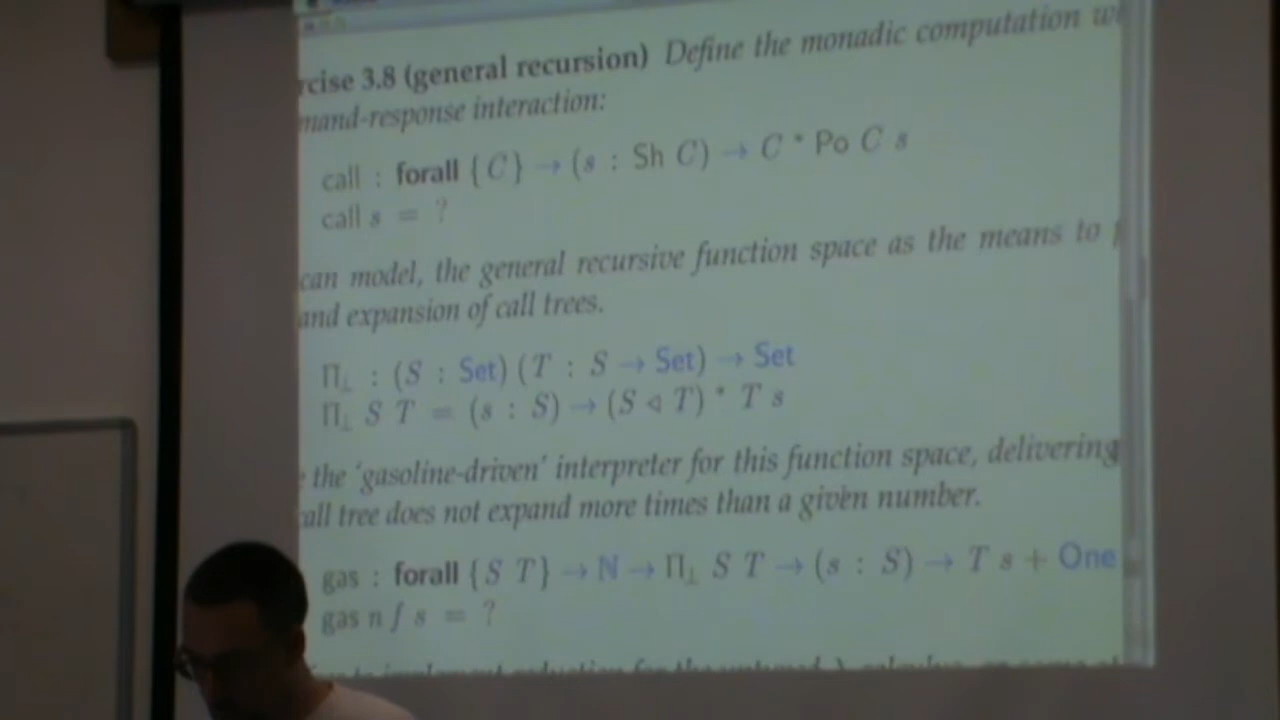 rcise 3.8 (general recursion) Define the monadic computation
mand-response interaction:
call : forall {C} → (s : Sh C) → C * Po C s
call s = ?
can model, the general recursive function space as the means to
and expansion of call trees.
Π⊥ : (S : Set) (T : S → Set) → Set
Π⊥ S T = (s : S) → (S ◁ T) * T s
the 'gasoline-driven' interpreter for this function space, delivering
all tree does not expand more times than a given number.
gas : forall {S T} → ℕ → Π⊥ S T → (s : S) → T s + One
gas n f s = ?